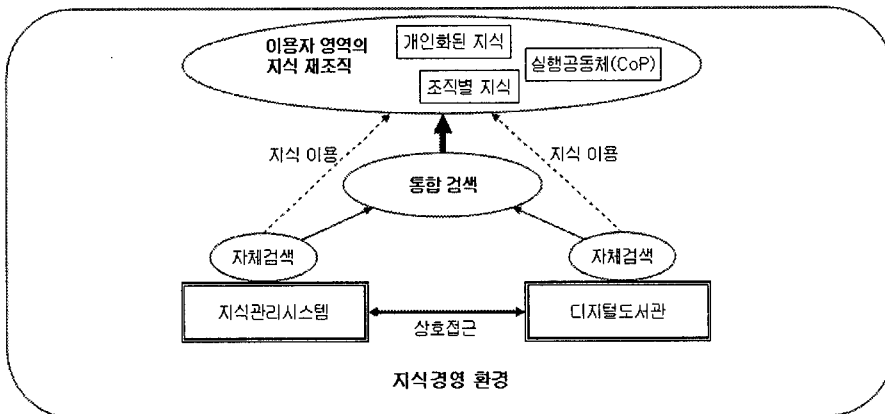 이용자 영역의
지식 재조직
개인화된 지식
실행공동체(CoP)
조직별 지식
지식 이용
지식 이용
통합 검색
자체검색
자체검색
지식관리시스템
상호접근
디지털도서관
지식경영 환경